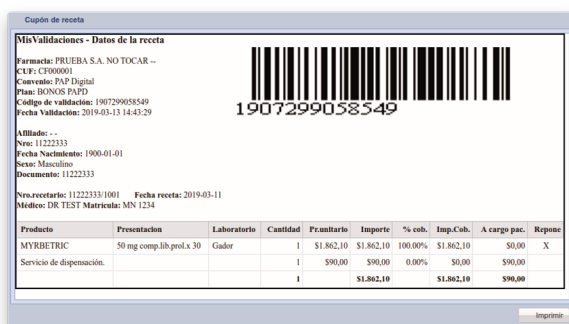 Cupón de receta
MisValidaciones - Datos de la receta
Farmacia: PRUEBA S.A. NO TOCAR --
CUF: CF000001
Convenio: PAP Digital
Plan: BONOS PAPD
Código de validación: 1907299058549
Fecha Validación: 2019-03-13 14:43:29
1907299058549
Afiliado: - -
Nro: 11222333
Fecha Nacimiento: 1900-01-01
Sexo: Masculino
Documento: 11222333
Nro.recetario: 11222333/1001 Fecha receta: 2019-03-11
Médico: DR TEST Matrícula: MN 1234
Producto Presentacion Laboratorio Cantidad Pr.unitario Importe % cob. Imp.Cob. A cargo pac. Repone
MYRBETRIC 50 mg comp.lib.prol.x 30 Gador 1 $1.862,10 $1.862,10 100.00% $1.862,10 $0,00 X
Servicio de dispensación. 1 $90,00 $90,00 0.00% $0,00 $90,00
1 $1.862,10 $1.862,10 $90,00
Imprimir